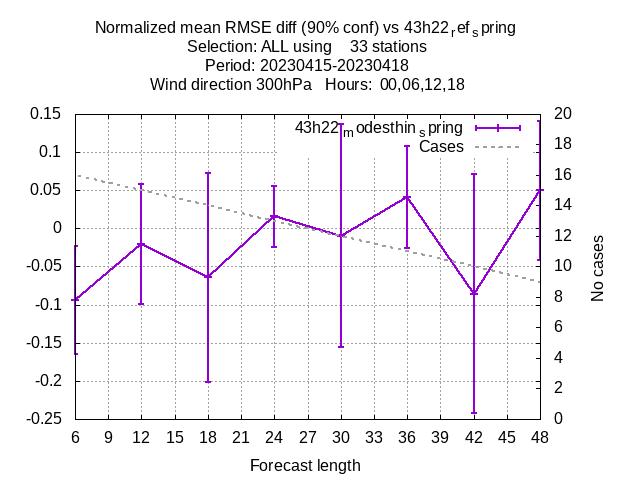 Normalized mean RMSE diff (90% conf) vs 43h22refspring
Selection: ALL using 33 stations
Period: 20230415-20230418
Wind direction 300hPa Hours: 00,06,12,18
43h22modesthinspring
Cases
0.15
0.1
0.05
0
-0.05
-0.1
-0.15
-0.2
-0.25
20
18
16
14
12
10
8
6
4
2
0
No cases
6 9 12 15 18 21 24 27 30 33 36 39 42 45 48
Forecast length